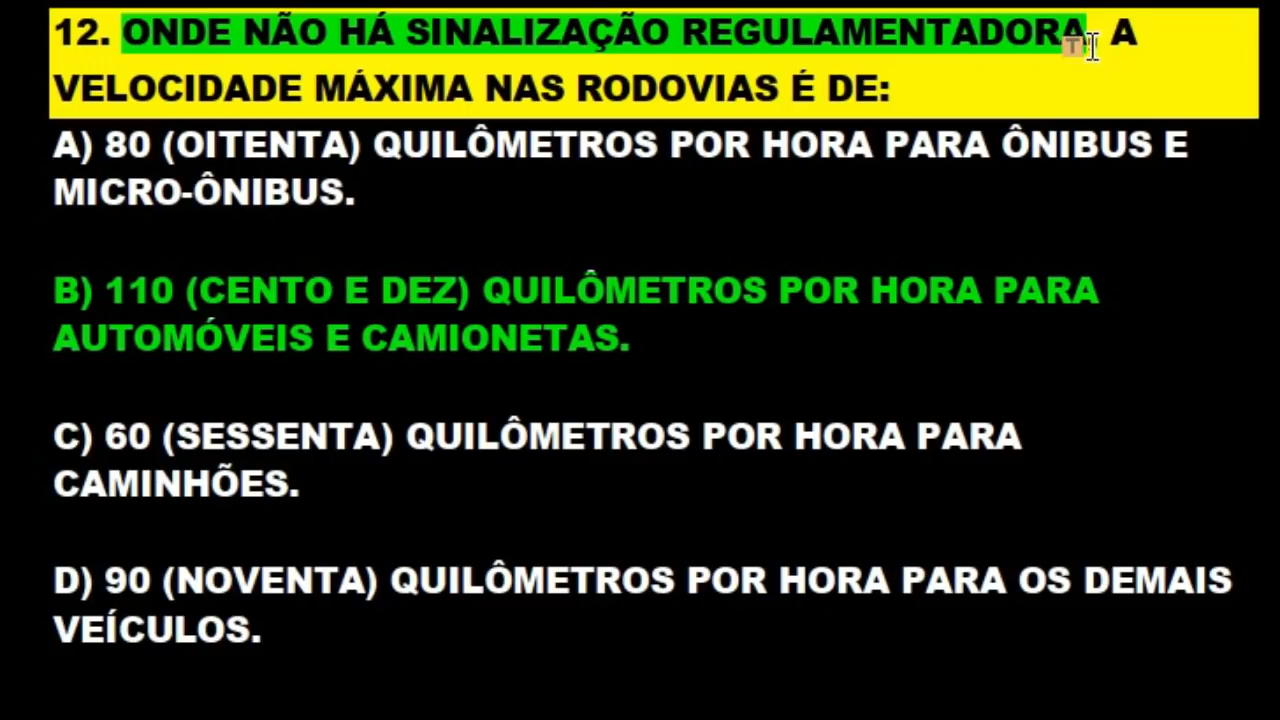 12. ONDE NÃO HÁ SINALIZAÇÃO REGULAMENTADORA, A
VELOCIDADE MÁXIMA NAS RODOVIAS É DE:
A) 80 (OITENTA) QUILÔMETROS POR HORA PARA ÔNIBUS E
MICRO-ÔNIBUS.
B) 110 (CENTO E DEZ) QUILÔMETROS POR HORA PARA
AUTOMÓVEIS E CAMIONETAS.
C) 60 (SESSENTA) QUILÔMETROS POR HORA PARA
CAMINHÕES.
D) 90 (NOVENTA) QUILÔMETROS POR HORA PARA OS DEMAIS
VEÍCULOS.